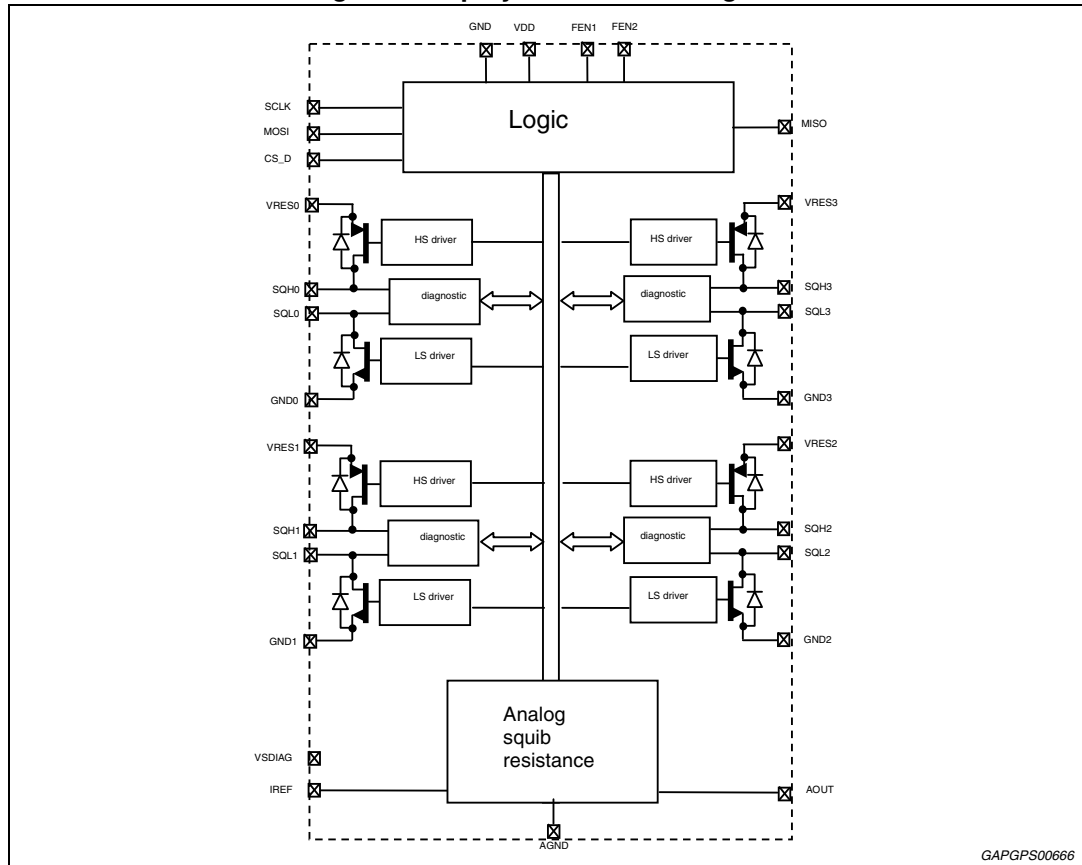 GND VDD FEN1 FEN2
SCLK
Logic
MISO
MOSI
CS_D
VRES0
VRES3
HS driver
HS driver
SQH0
diagnostic
diagnostic
SQH3
SQL0
SQL3
LS driver
LS driver
GND0
GND3
VRES1
VRES2
HS driver
HS driver
SQH1
diagnostic
diagnostic
SQH2
SQL1
SQL2
LS driver
LS driver
GND1
GND2
Analog
squib
resistance
VSDIAG
IREF
AOUT
AGND
GAPGPS00666